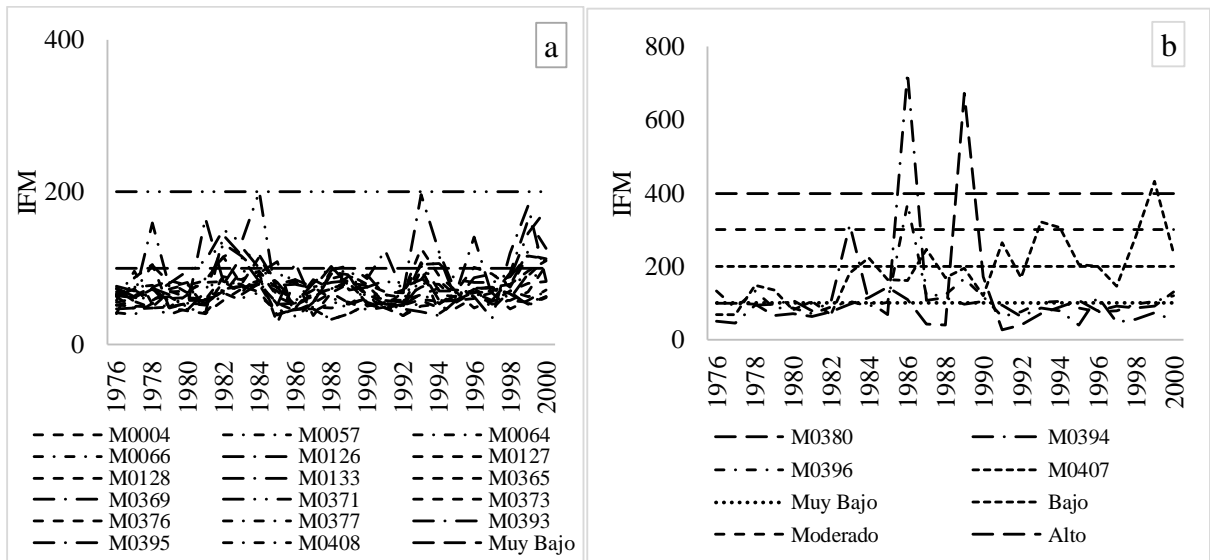 a
400
200
0
IFM
1976 1978 1980 1982 1984 1986 1988 1990 1992 1994 1996 1998 2000
M0004 M0057 M0064
M0066 M0126 M0127
M0128 M0133 M0365
M0369 M0371 M0373
M0376 M0377 M0393
M0395 M0408 Muy Bajo
b
800
600
400
200
0
IFM
1976 1978 1980 1982 1984 1986 1988 1990 1992 1994 1996 1998 2000
M0380 M0394
M0396 M0407
Muy Bajo Bajo
Moderado Alto